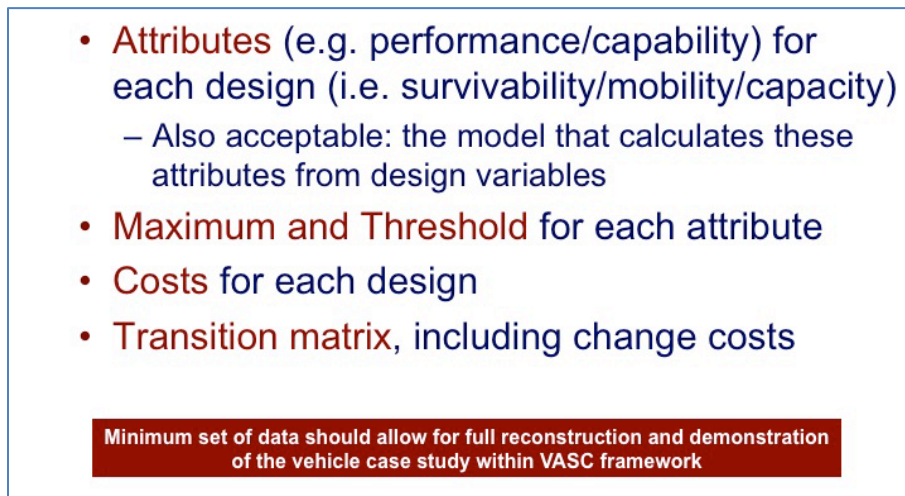 • Attributes (e.g. performance/capability) for
each design (i.e. survivability/mobility/capacity)
– Also acceptable: the model that calculates these
attributes from design variables
• Maximum and Threshold for each attribute
• Costs for each design
• Transition matrix, including change costs
Minimum set of data should allow for full reconstruction and demonstration
of the vehicle case study within VASC framework